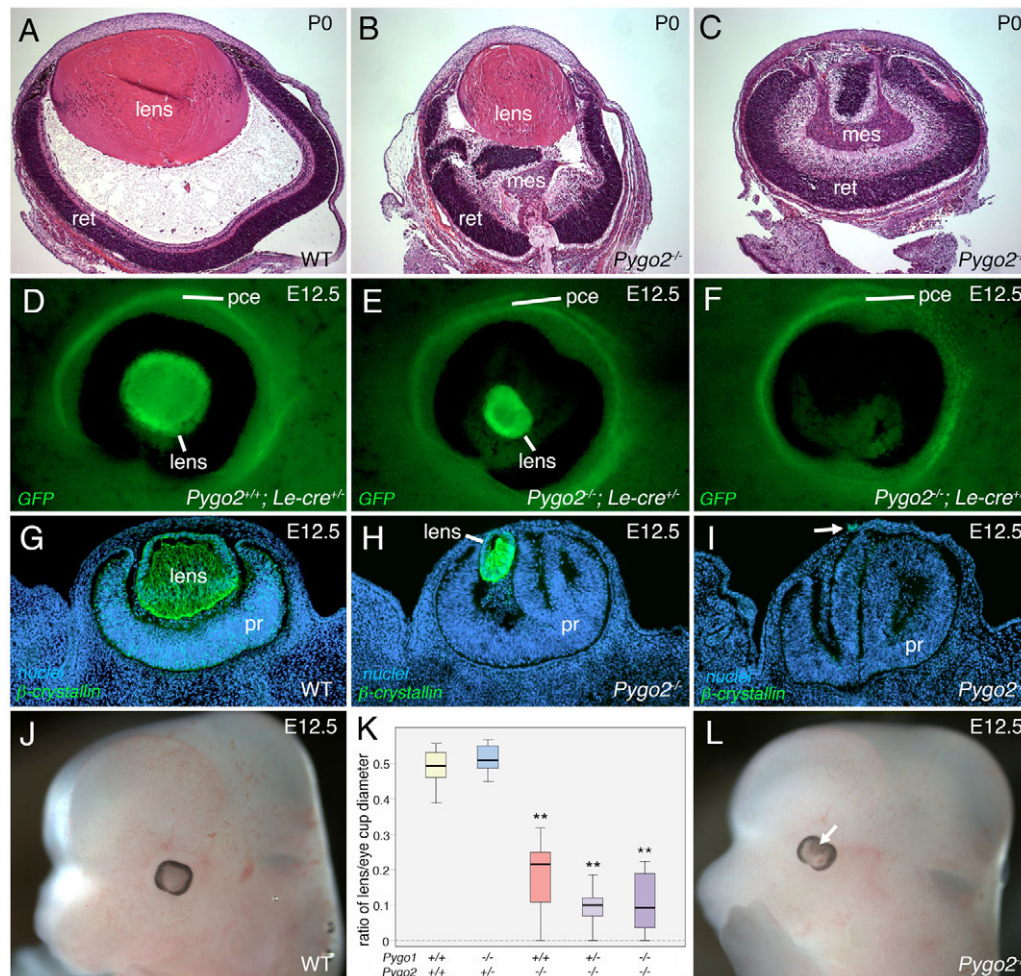 A P0
lens
ret
WT
B P0
lens
mes
ret
Pygo2-/-
C P0
mes
ret
D E12.5
pce
lens
GFP Pygo2+/+; Le-cre+/-
E E12.5
pce
lens
GFP Pygo2-/-; Le-cre+/-
F E12.5
pce
GFP
G E12.5
lens
pr
nuclei
β-crystallin WT
H E12.5
lens
pr
nuclei
β-crystallin Pygo2-/-
I E12.5
pr
nuclei
β-crystallin
J E12.5
WT
K
ratio of lens/eye cup diameter
0.5
0.4
0.3
0.2
0.1
0
** ** **
Pygo1 +/+ -/- +/+ +/- -/-
Pygo2 +/+ +/- -/- -/- -/-
L E12.5